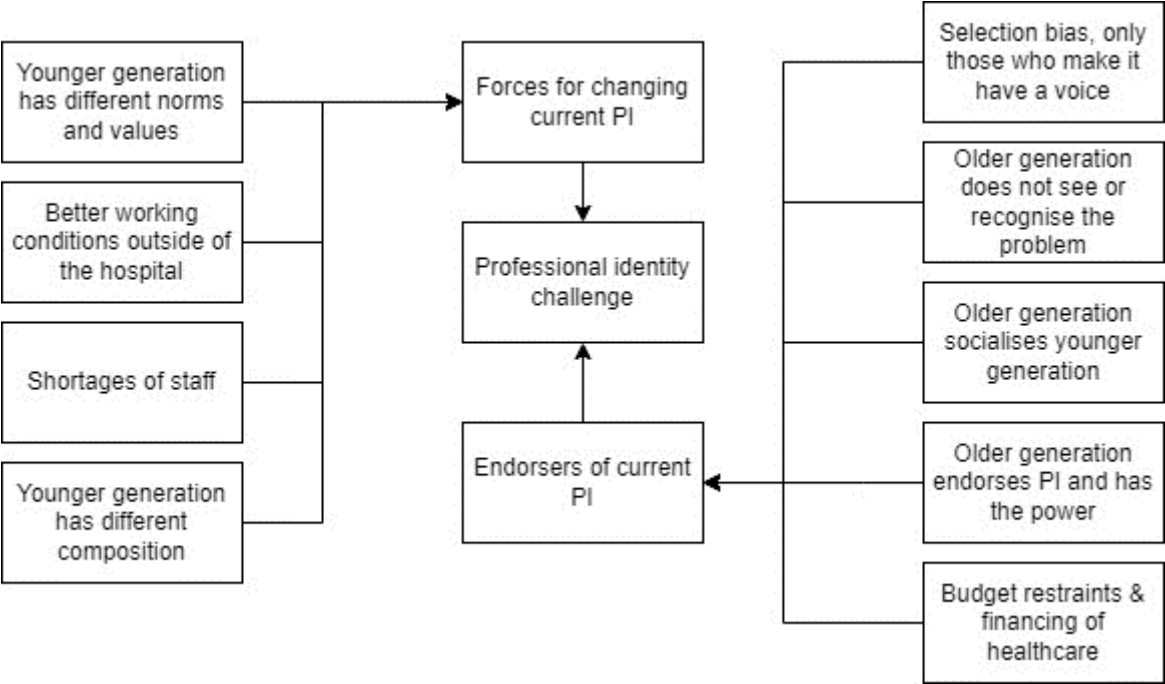 Younger generation
has different norms
and values
Better working
conditions outside of
the hospital
Shortages of staff
Younger generation
has different
composition
Forces for changing
current PI
Professional identity
challenge
Endorsers of current
PI
Selection bias, only
those who make it
have a voice
Older generation
does not see or
recognise the
problem
Older generation
socialises younger
generation
Older generation
endorses PI and has
the power
Budget restraints &
financing of
healthcare